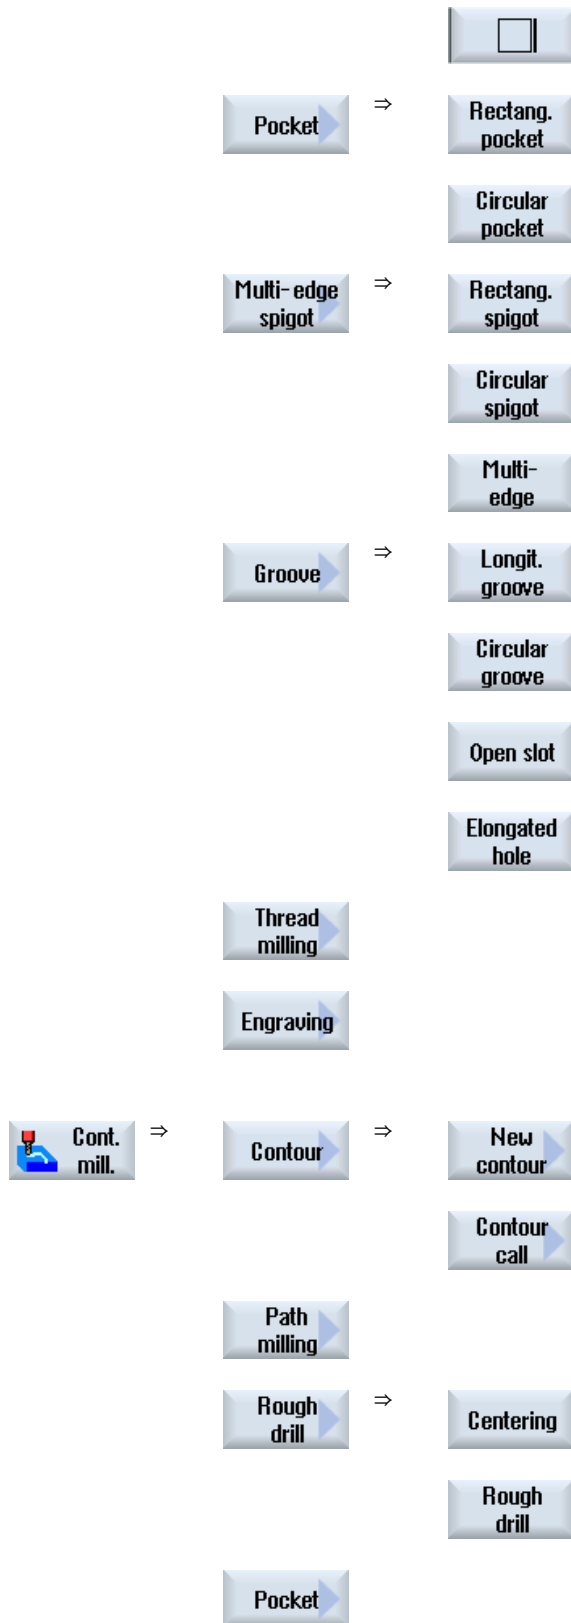 Pocket ⇒ Rectang.
pocket
Circular
pocket
Multi-edge
spigot ⇒ Rectang.
spigot
Circular
spigot
Multi-
edge
Groove ⇒ Longit.
groove
Circular
groove
Open slot
Elongated
hole
Thread
milling
Engraving
Cont.
mill. ⇒ Contour ⇒ New
contour
Contour
call
Path
milling
Rough
drill ⇒ Centering
Rough
drill
Pocket